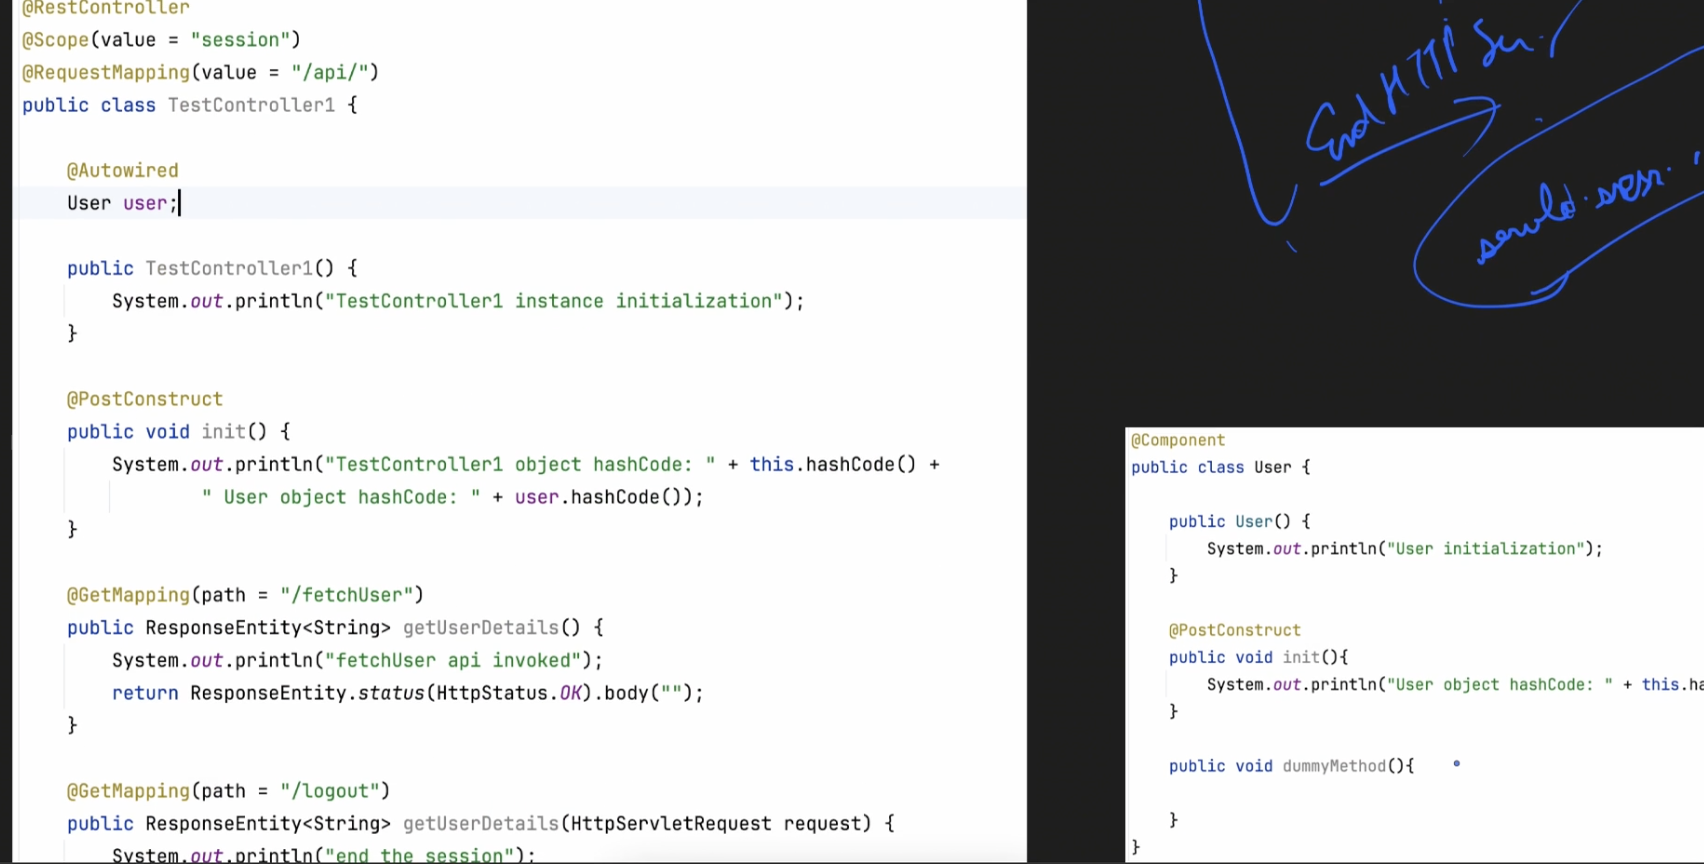 @RestController
@Scope(value = "session")
@RequestMapping(value = "/api/")
public class TestController1 {
@Autowired
User user;
public TestController1() {
System.out.println("TestController1 instance initialization");
}
@PostConstruct
public void init() {
System.out.println("TestController1 object hashCode: " + this.hashCode() +
" User object hashCode: " + user.hashCode());
}
@GetMapping(path = "/fetchUser")
public ResponseEntity<String> getUserDetails() {
System.out.println("fetchUser api invoked");
return ResponseEntity.status(HttpStatus.OK).body("");
}
@GetMapping(path = "/logout")
public ResponseEntity<String> getUserDetails(HttpServletRequest request) {
System.out.println("end the session");
End HTTP
@Component
public class User {
public User() {
System.out.println("User initialization");
}
@PostConstruct
public void init(){
System.out.println("User object hashCode: " + this.ha
}
public void dummyMethod(){
}
}